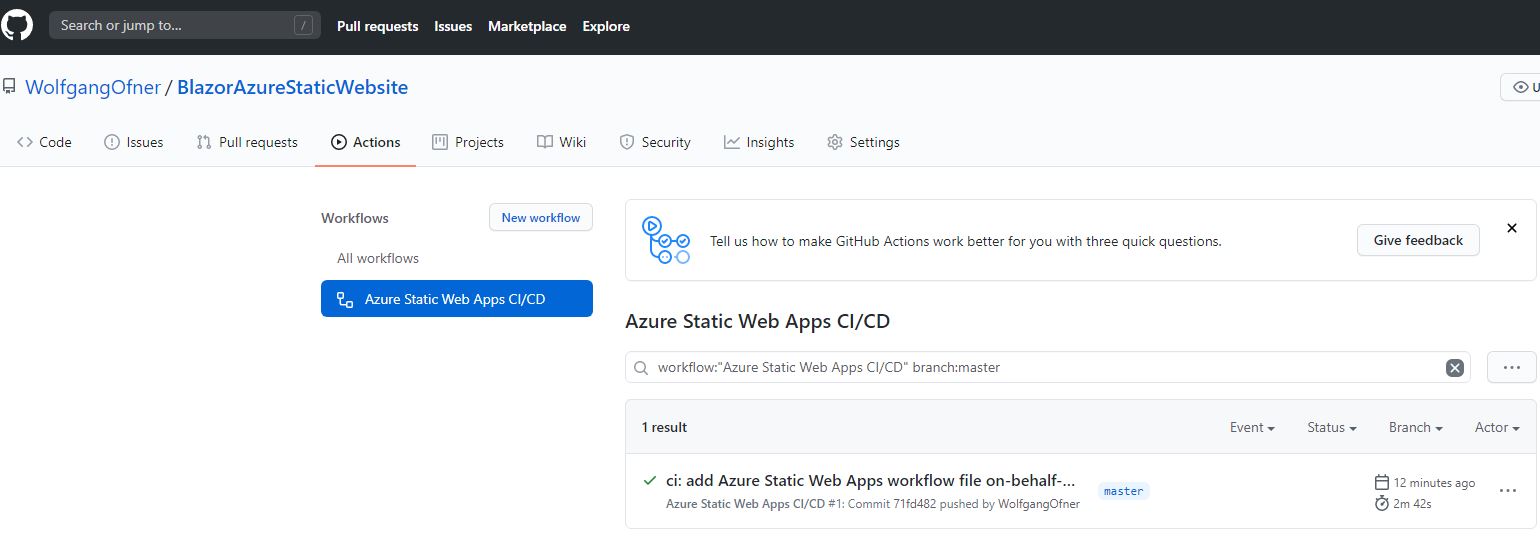 Search or jump to... /
Pull requests Issues Marketplace Explore
WolfgangOfner / BlazorAzureStaticWebsite
Code Issues Pull requests Actions Projects Wiki Security Insights Settings
Workflows New workflow
All workflows
Azure Static Web Apps CI/CD
Tell us how to make GitHub Actions work better for you with three quick questions. Give feedback
Azure Static Web Apps CI/CD
workflow:"Azure Static Web Apps CI/CD" branch:master
1 result Event Status Branch Actor
ci: add Azure Static Web Apps workflow file on-behalf-... master 12 minutes ago
Azure Static Web Apps CI/CD #1: Commit 71fd482 pushed by WolfgangOfner 2m 42s